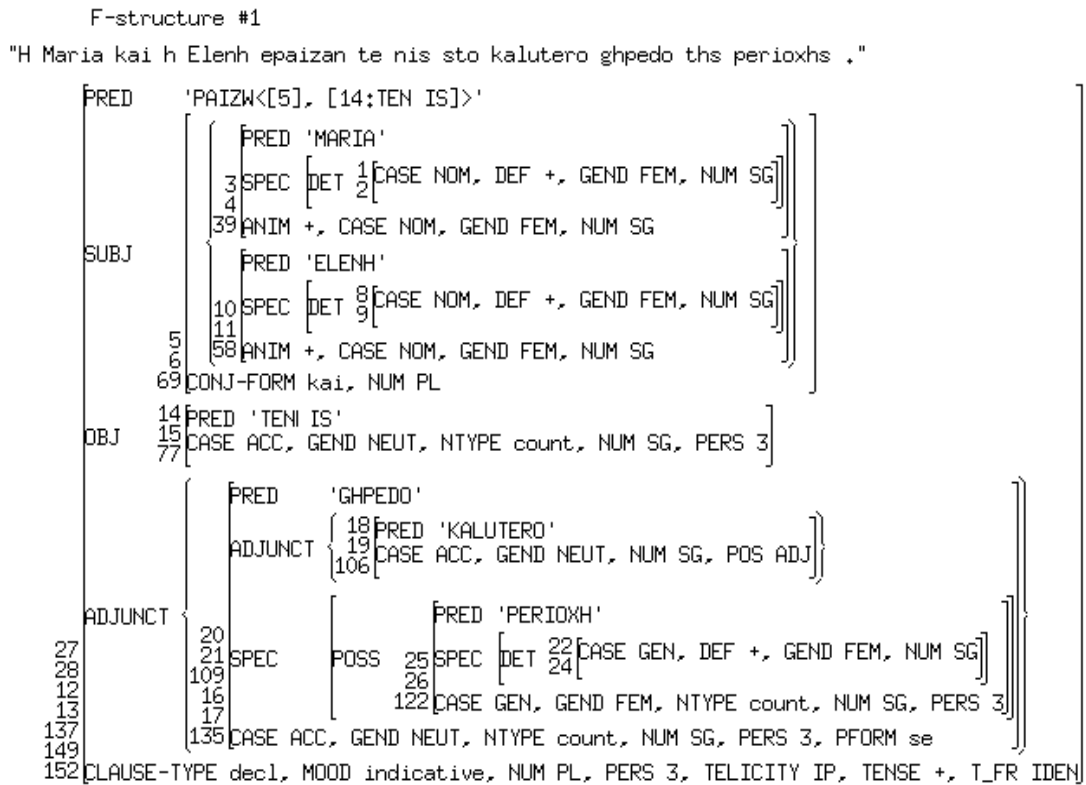 F-structure #1
"H Maria kai h Elenh epaizan te nis sto kalutero ghpedo ths perioxhs ."
PRED 'PAIZW<[5], [14:TEN IS]>'
PRED 'MARIA'
3 SPEC DET 1 2 CASE NOM, DEF +, GEND FEM, NUM SG
4
39 ANIM +, CASE NOM, GEND FEM, NUM SG
SUBJ
PRED 'ELENH'
10 SPEC DET 8 9 CASE NOM, DEF +, GEND FEM, NUM SG
11
58 ANIM +, CASE NOM, GEND FEM, NUM SG
5
6
69 CONJ-FORM kai, NUM PL
14 PRED 'TENI IS'
OBJ 15
77 CASE ACC, GEND NEUT, NTYPE count, NUM SG, PERS 3
PRED 'GHPEDO'
18 PRED 'KALUTERO'
ADJUNCT 19
106 CASE ACC, GEND NEUT, NUM SG, POS ADJ
ADJUNCT
PRED 'PERIOXH'
20
21 SPEC POSS 25 SPEC DET 22 24 CASE GEN, DEF +, GEND FEM, NUM SG
109 26
16 122 CASE GEN, GEND FEM, NTYPE count, NUM SG, PERS 3
17
135 CASE ACC, GEND NEUT, NTYPE count, NUM SG, PERS 3, PFORM se
27
28
12
13
137
149
152 CLAUSE-TYPE decl, MOOD indicative, NUM PL, PERS 3, TELICITY IP, TENSE +, T_FR IDEN